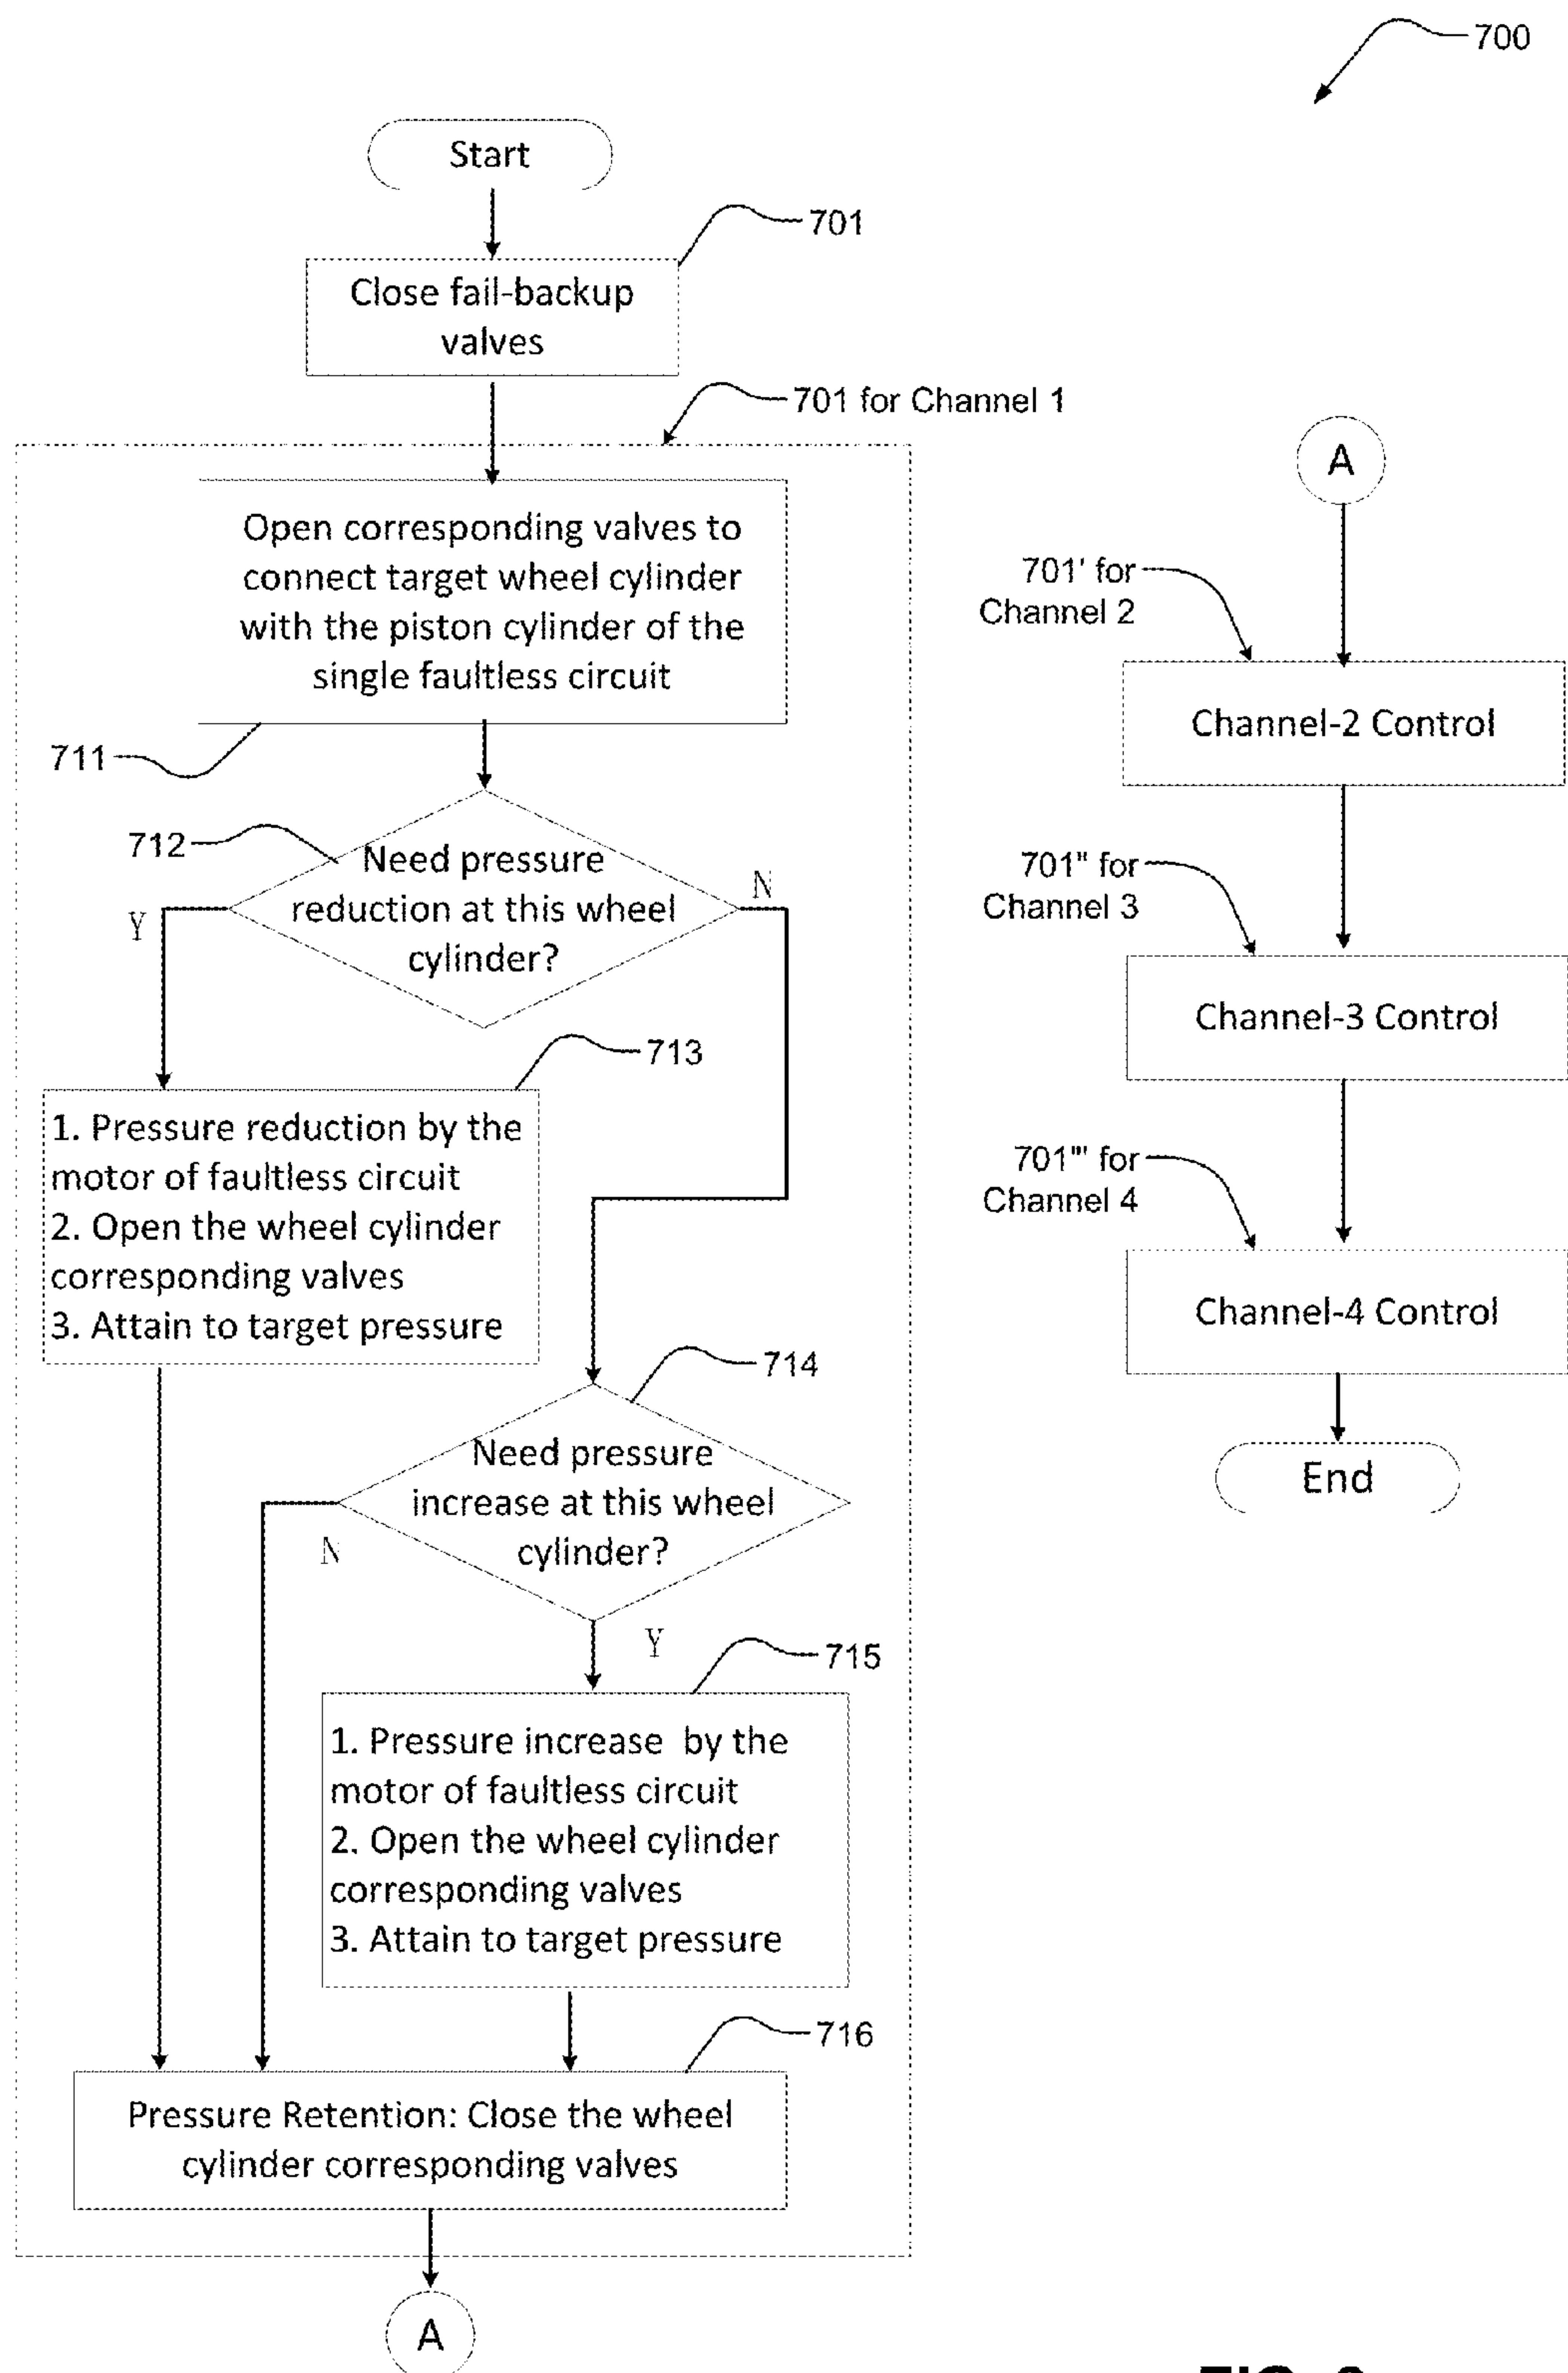 700
Start
701
Close fail-backup
valves
701 for Channel 1
Open corresponding valves to
connect target wheel cylinder
with the piston cylinder of the
single faultless circuit
711
712
Need pressure
reduction at this wheel
cylinder?
Y
N
713
1. Pressure reduction by the
motor of faultless circuit
2. Open the wheel cylinder
corresponding valves
3. Attain to target pressure
714
Need pressure
increase at this wheel
cylinder?
N
Y
715
1. Pressure increase by the
motor of faultless circuit
2. Open the wheel cylinder
corresponding valves
3. Attain to target pressure
716
Pressure Retention: Close the wheel
cylinder corresponding valves
A
A
701' for
Channel 2
Channel-2 Control
701" for
Channel 3
Channel-3 Control
701"' for
Channel 4
Channel-4 Control
End